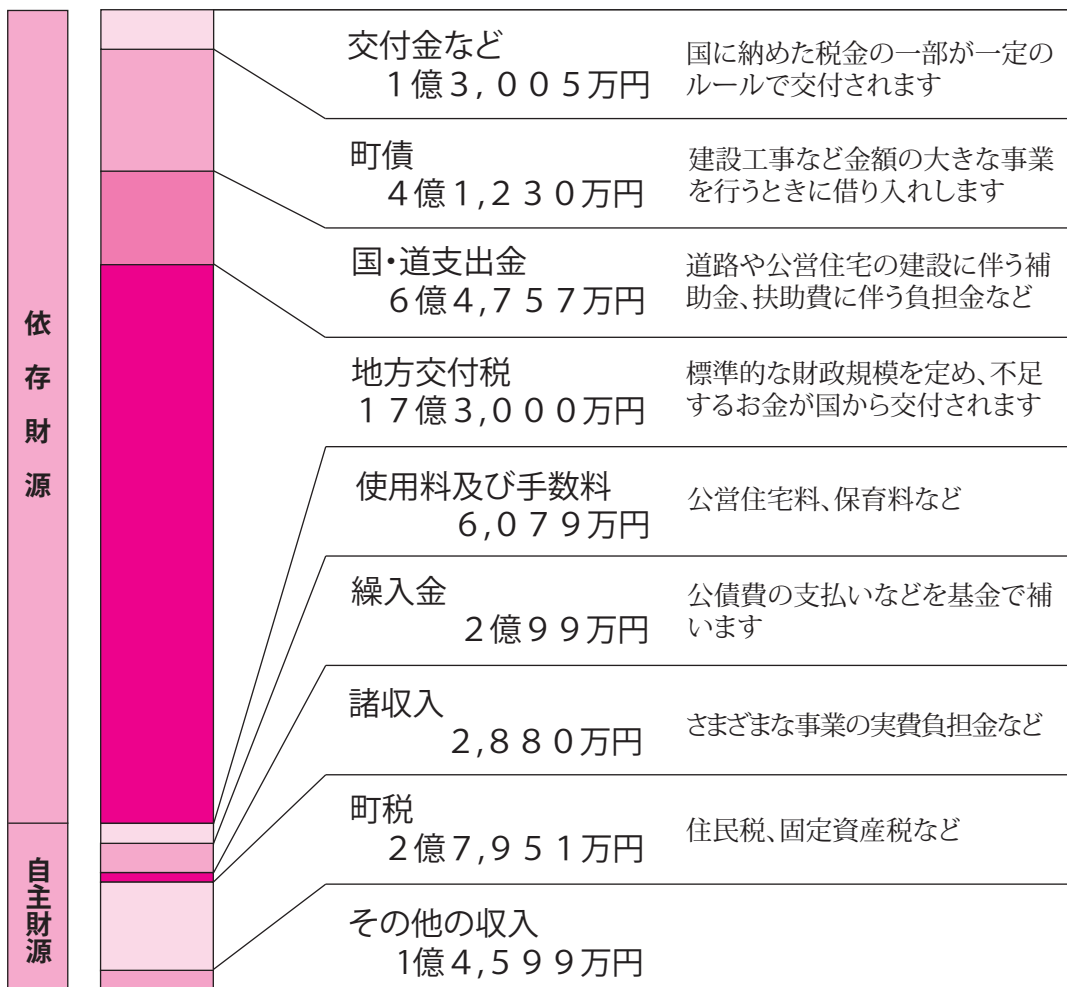 依存財源
自主財源
交付金など
1億3,005万円
国に納めた税金の一部が一定の
ルールで交付されます
町債
4億1,230万円
建設工事など金額の大きな事業
を行うときに借り入れします
国・道支出金
6億4,757万円
道路や公営住宅の建設に伴う補
助金、扶助費に伴う負担金など
地方交付税
17億3,000万円
標準的な財政規模を定め、不足
するお金が国から交付されます
使用料及び手数料
6,079万円
公営住宅料、保育料など
繰入金
2億99万円
公債費の支払いなどを基金で補
います
諸収入
2,880万円
さまざまな事業の実費負担金など
町税
2億7,951万円
住民税、固定資産税など
その他の収入
1億4,599万円